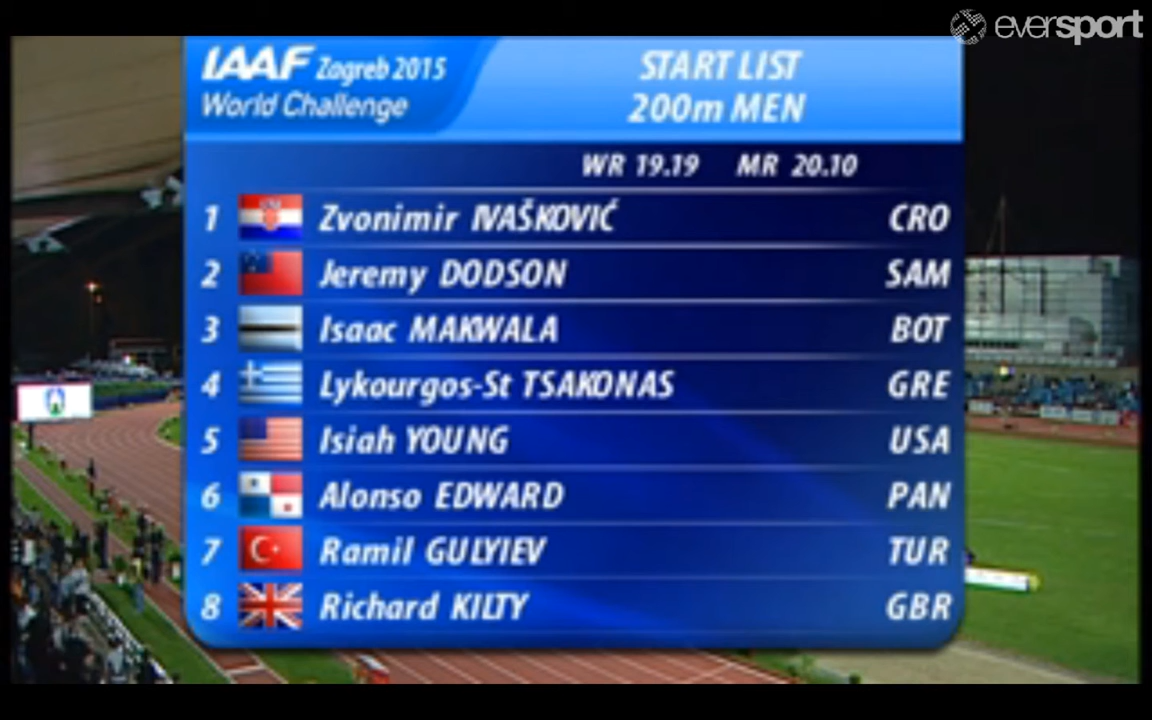 eversport
IAAF Zagreb 2015
World Challenge
START LIST
200m MEN
WR 19.19 MR 20.10
1 Zvonimir IVAŠKOVIĆ CRO
2 Jeremy DODSON SAM
3 Isaac MAKWALA BOT
4 Lykourgos-St TSAKONAS GRE
5 Isiah YOUNG USA
6 Alonso EDWARD PAN
7 Ramil GULYIEV TUR
8 Richard KILTY GBR